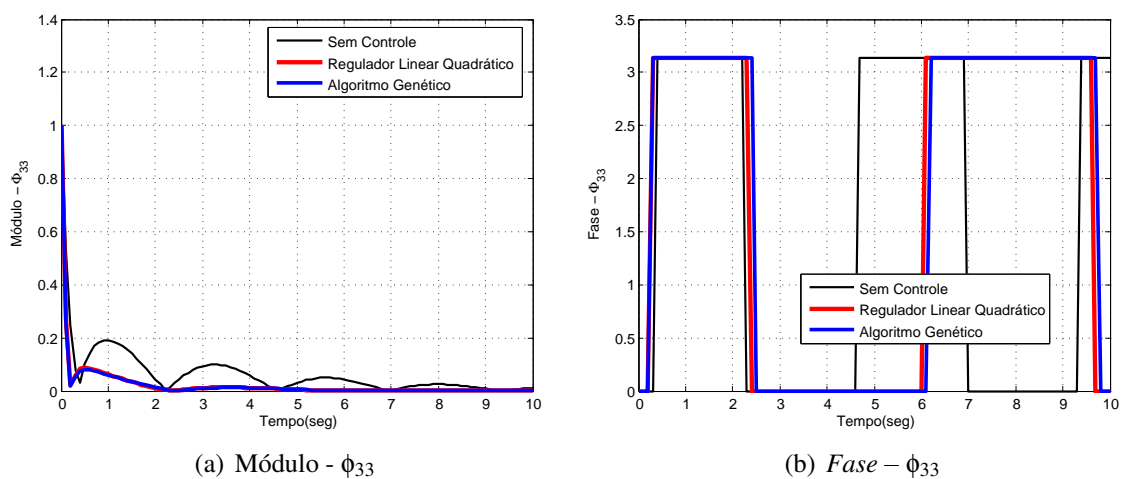 1.4
1.2
1
0.8
0.6
0.4
0.2
0
Módulo − Φ33
0 1 2 3 4 5 6 7 8 9 10
Tempo(seg)
Sem Controle
Regulador Linear Quadrático
Algoritmo Genético
(a) Módulo - ϕ33
3.5
3
2.5
2
1.5
1
0.5
0
Fase − Φ33
0 1 2 3 4 5 6 7 8 9 10
Tempo(seg)
Sem Controle
Regulador Linear Quadrático
Algoritmo Genético
(b) Fase – ϕ33